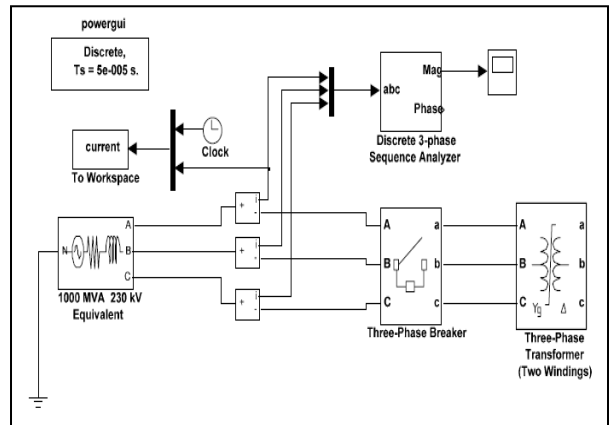 powergui
Discrete,
Ts = 5e-005 s.
Mag
abc
Phase
Discrete 3-phase
Sequence Analyzer
current
To Workspace
Clock
+ i
-
+ i
-
+ i
-
N
A
B
C
1000 MVA 230 kV
Equivalent
A a
B b
C c
Three-Phase Breaker
A a
B b
C c
Yg Δ
Three-Phase
Transformer
(Two Windings)